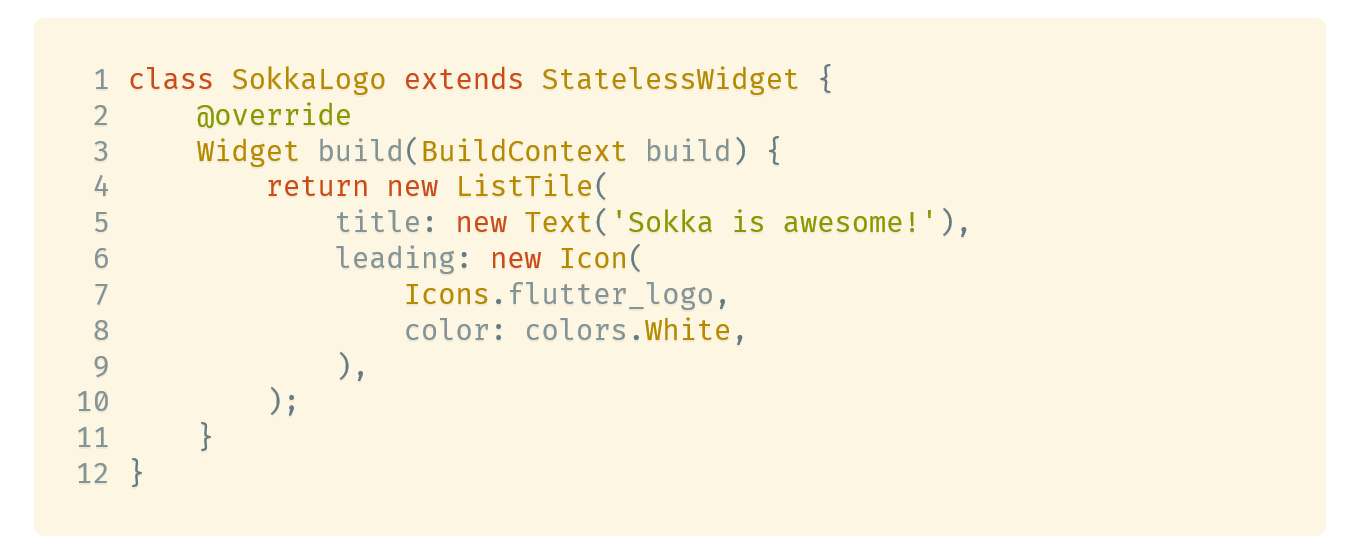 1 class SokkaLogo extends StatelessWidget {
2     @override
3     Widget build(BuildContext build) {
4         return new ListTile(
5             title: new Text('Sokka is awesome!'),
6             leading: new Icon(
7                 Icons.flutter_logo,
8                 color: colors.White,
9             ),
10         );
11     }
12 }